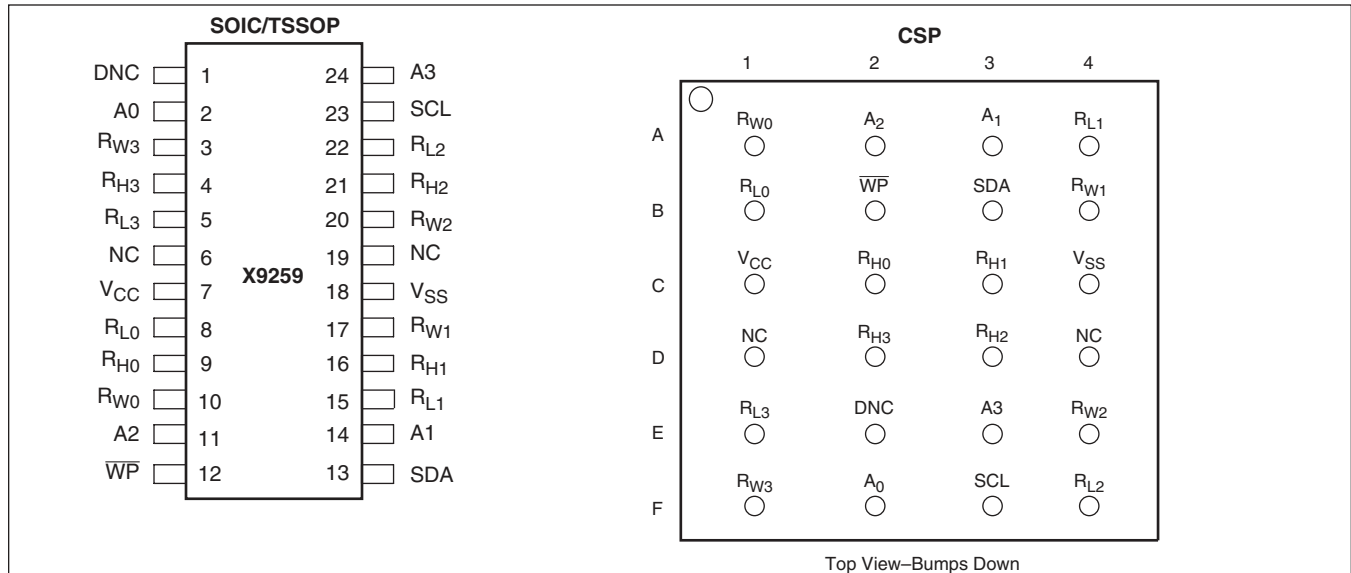 SOIC/TSSOP
DNC 1 24 A3
A0 2 23 SCL
RW3 3 22 RL2
RH3 4 21 RH2
RL3 5 20 RW2
NC 6 19 NC
X9259
VCC 7 18 VSS
RL0 8 17 RW1
RH0 9 16 RH1
RW0 10 15 RL1
A2 11 14 A1
W̅P̅ 12 13 SDA
CSP
1 2 3 4
A
RW0 A2 A1 RL1
B
RL0 W̅P̅ SDA RW1
C
VCC RH0 RH1 VSS
D
NC RH3 RH2 NC
E
RL3 DNC A3 RW2
F
RW3 A0 SCL RL2
Top View–Bumps Down